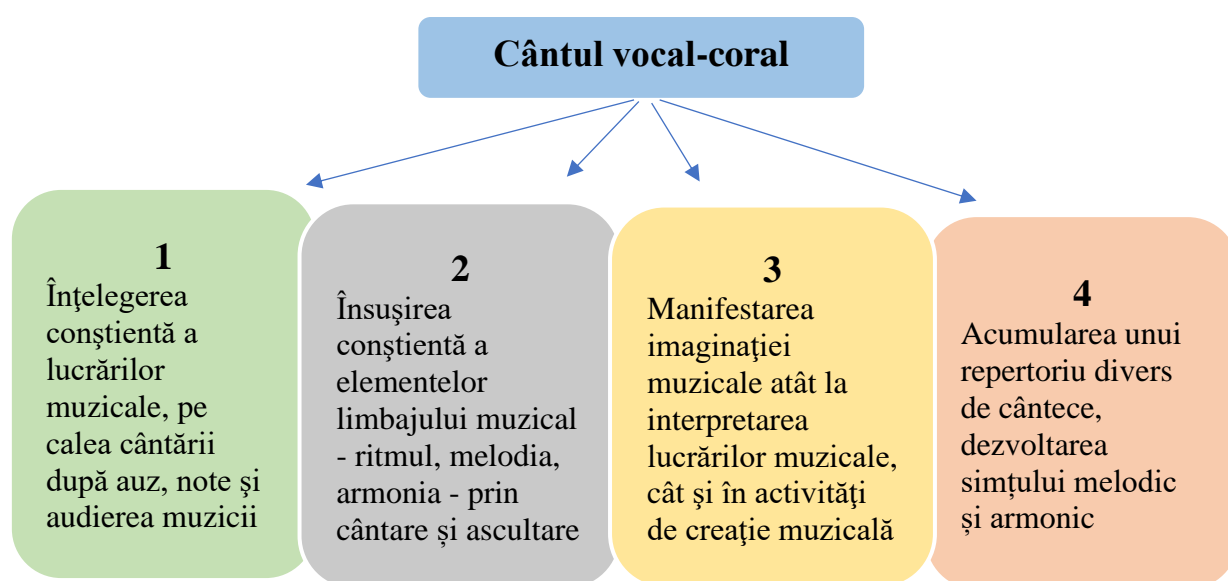 Cântul vocal-coral
1
Înţelegerea
conştientă a
lucrărilor
muzicale, pe
calea cântării
după auz, note şi
audierea muzicii
2
Însuşirea
conştientă a
elementelor
limbajului muzical
- ritmul, melodia,
armonia - prin
cântare și ascultare
3
Manifestarea
imaginaţiei
muzicale atât la
interpretarea
lucrărilor muzicale,
cât şi în activităţi
de creaţie muzicală
4
Acumularea unui
repertoriu divers
de cântece,
dezvoltarea
simțului melodic
și armonic